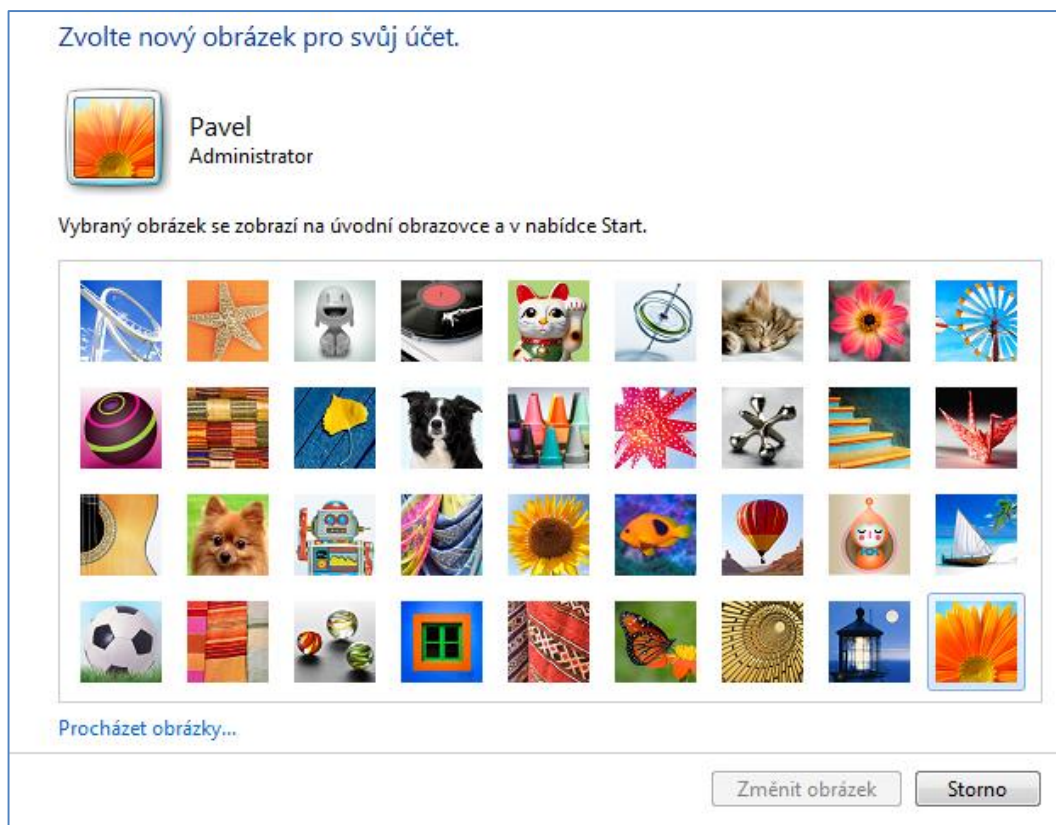 Zvolte nový obrázek pro svůj účet.
Pavel
Administrator
Vybraný obrázek se zobrazí na úvodní obrazovce a v nabídce Start.
Procházet obrázky...
Změnit obrázek
Storno